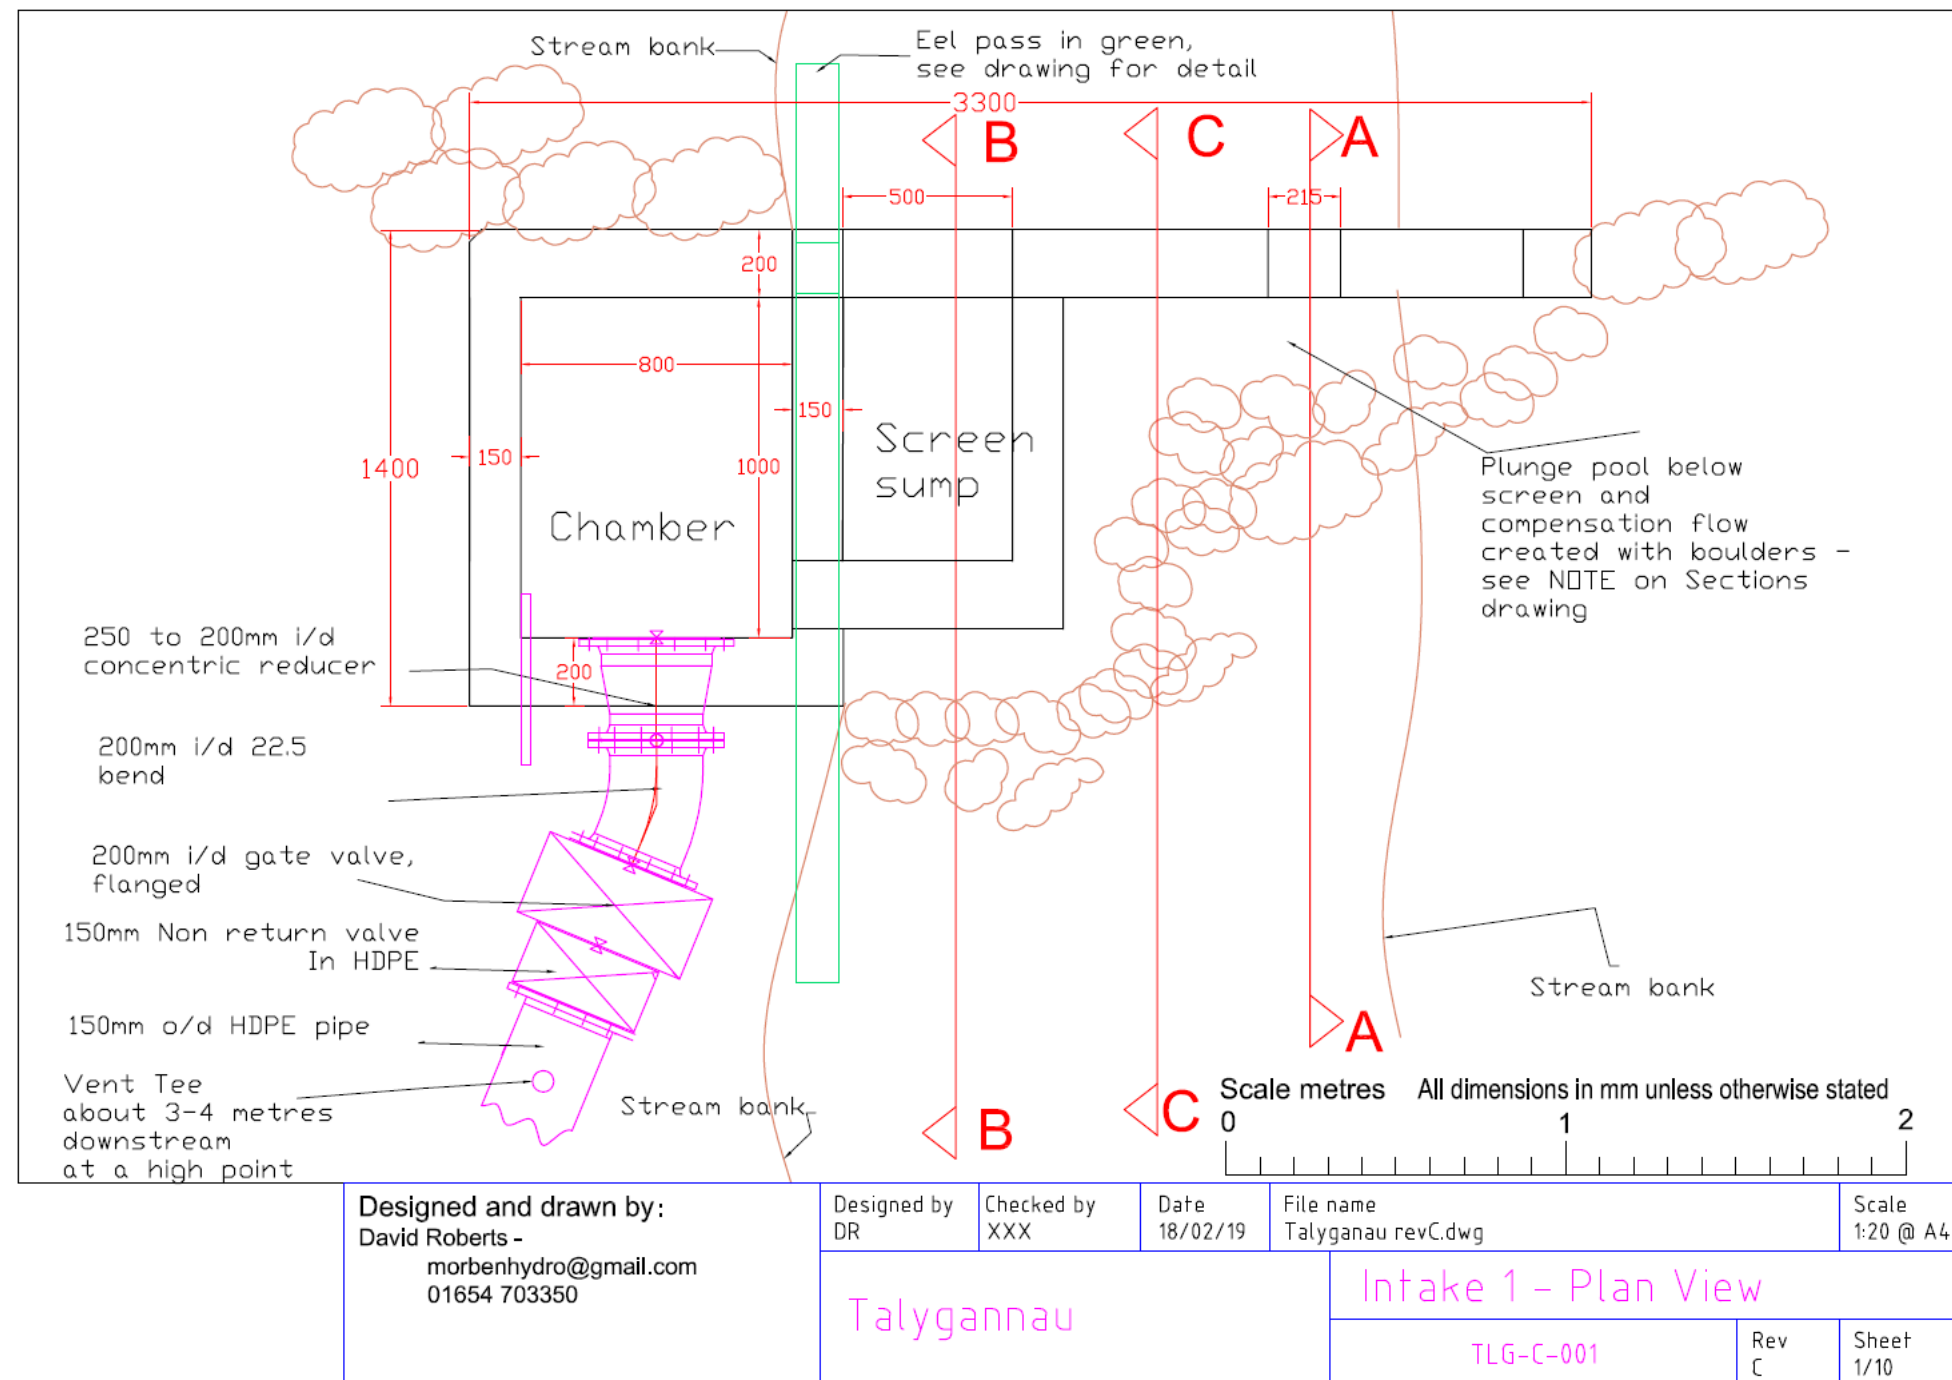 Stream bank
Eel pass in green,
see drawing for detail
3300
B
C
A
500
215
200
800
150
1400
150
1000
Screen
sump
Chamber
Plunge pool below
screen and
compensation flow
created with boulders -
see NOTE on Sections
drawing
250 to 200mm i/d
concentric reducer
200
200mm i/d 22.5
bend
200mm i/d gate valve,
flanged
150mm Non return valve
In HDPE
150mm o/d HDPE pipe
Vent Tee
about 3-4 metres
downstream
at a high point
Stream bank
Stream bank
A
B
C
Scale metres All dimensions in mm unless otherwise stated
0 1 2
Designed and drawn by:
David Roberts -
morbenhydro@gmail.com
01654 703350
Designed by
DR
Checked by
XXX
Date
18/02/19
File name
Talyganau revC.dwg
Scale
1:20 @ A4
Talygannau
Intake 1 - Plan View
TLG-C-001
Rev
C
Sheet
1/10